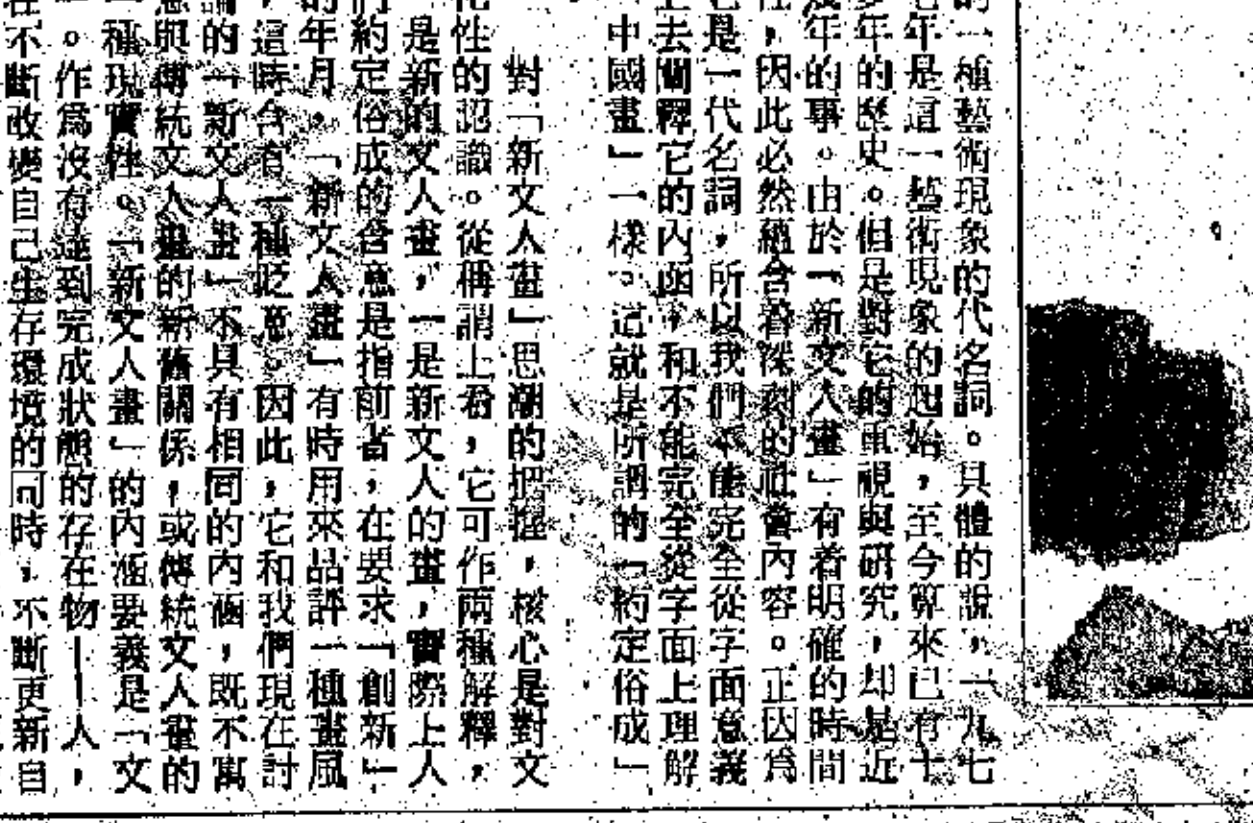 的一種藝術現象的代名詞。具體的說，一九七
七年是這一藝術現象的起始，至今算來已有十
多年的歷史。但是對它的重視與研究，却是近
幾年的事。由於「新文人畫」有着明確的時間
性，因此必然蘊含着深刻的社會內容。正因爲
它是一代名詞，所以我們不能完全從字面意義
上去闡釋它的內函，和不能完全從字面上理解
「中國畫」一樣。這就是所謂的「約定俗成」
對「新文人畫」思潮的把握，核心是對文
化性的認識。從稱謂上看，它可作兩種解釋，
是新的文人畫，一是新文人的畫，實際上人
們約定俗成的含意是指前者，在要求「創新」
的年月，「新文人畫」有時用來品評一種畫風
，這時含有一種貶意。因此，它和我們現在討
論的「新文人畫」不具有相同的內涵，既不寓
意與傳統文人畫的新舊關係，或傳統文人畫的
一種現實性。「新文人畫」的內涵要義是「文
。作爲沒有達到完成狀態的存在物——人，
在不斷改變自己生存環境的同時，不斷更新自